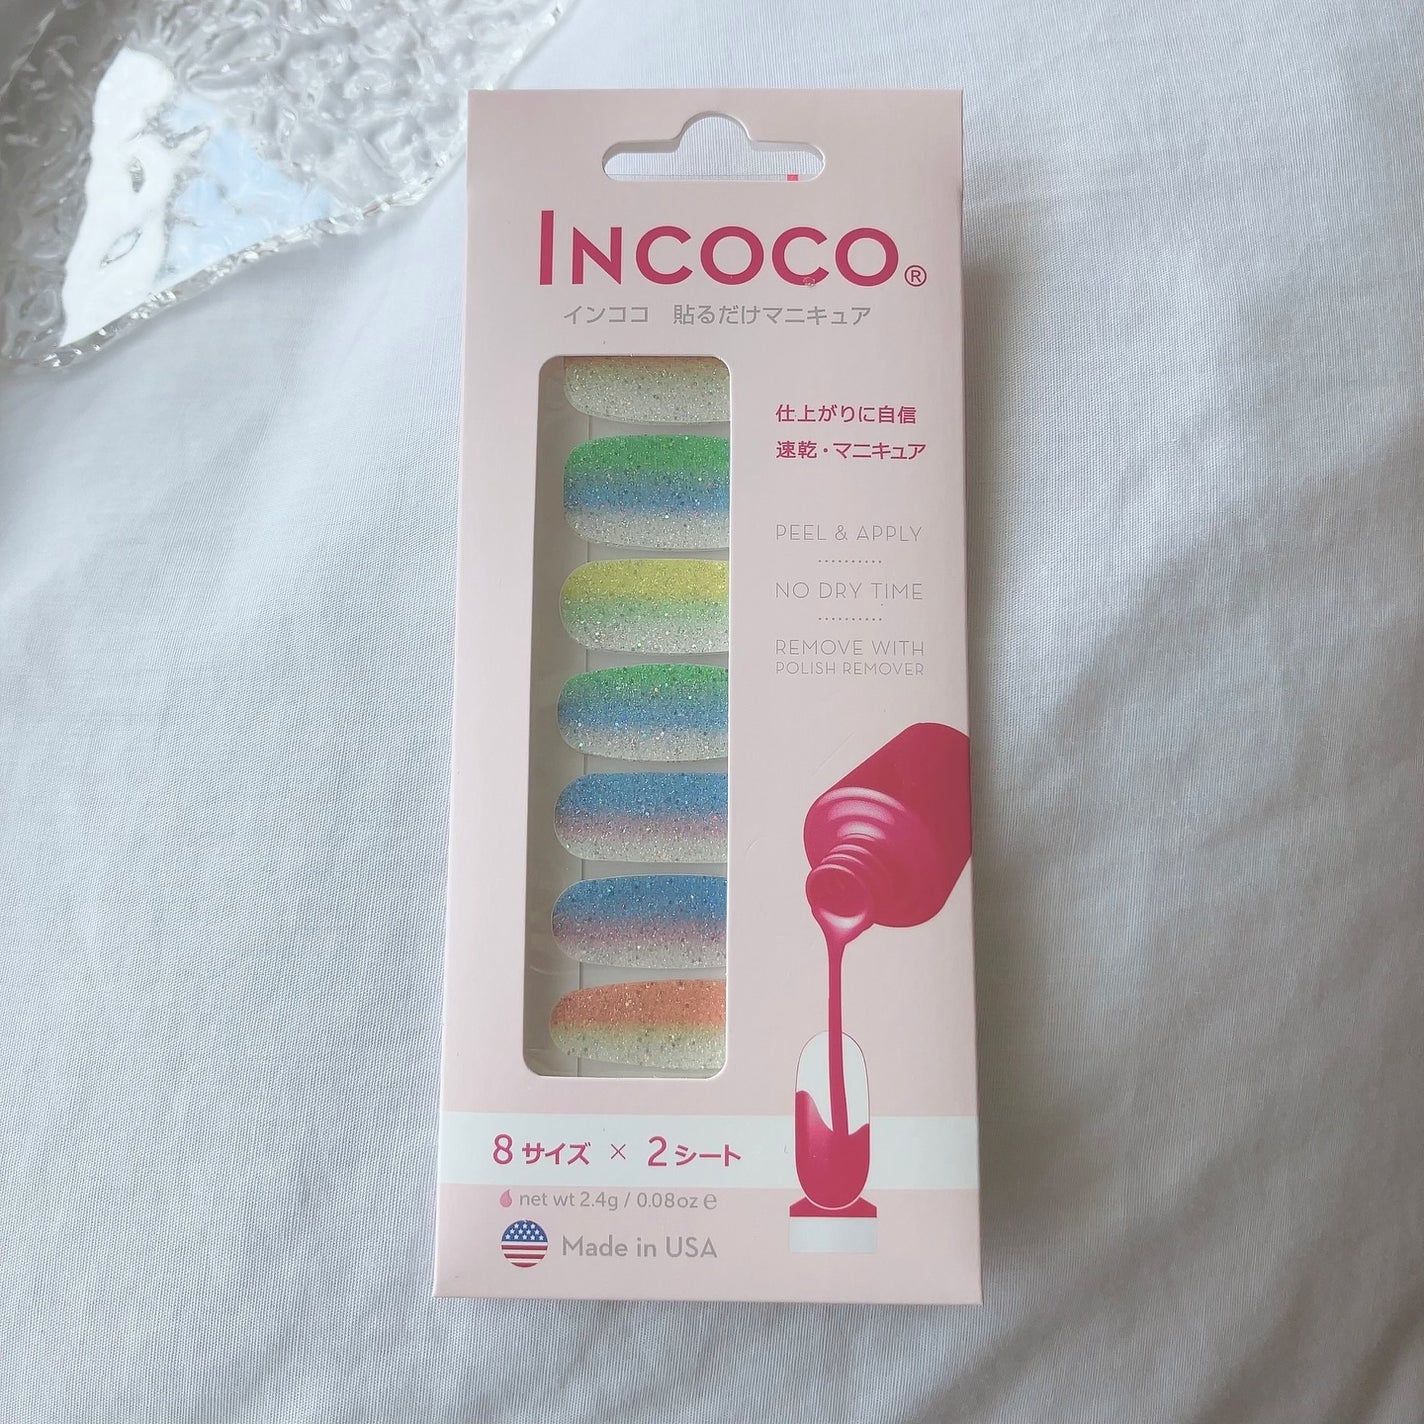 INCOCO®
インココ 貼るだけマニキュア
仕上がりに自信
速乾・マニキュア
PEEL & APPLY
NO DRY TIME
REMOVE WITH
POLISH REMOVER
8サイズ × 2シート
net wt 2.4g / 0.08oz ℮
Made in USA